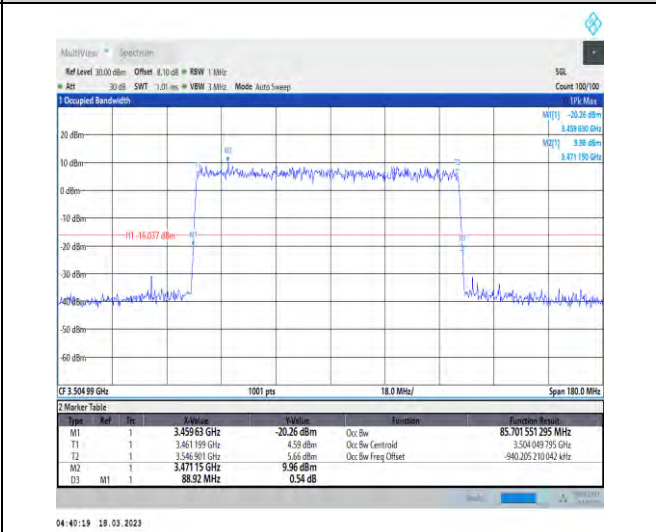 MultiView Spectrum
Ref Level 30.00 dBm Offset 8.10 dB RBW 1 MHz SGL
Att 30 dB SWT 1.01 ms VBW 3 MHz Mode Auto Sweep Count 100/100
1 Occupied Bandwidth 1Pk Max
M1[1] -20.26 dBm
3.459 630 GHz
M2[1] 9.98 dBm
3.471 150 GHz
20 dBm
10 dBm
0 dBm
-10 dBm
H1 -16.037 dBm
-20 dBm
-30 dBm
-40 dBm
-50 dBm
-60 dBm
M2
T2
M1
D3
CF 3.504 99 GHz 1001 pts 18.0 MHz/ Span 180.0 MHz
2 Marker Table
Type Ref Trc X-Value Y-Value Function Function Result
M1 1 3.459 63 GHz -20.26 dBm Occ Bw 85.701 551 295 MHz
T1 1 3.461 199 GHz 4.59 dBm Occ Bw Centroid 3.504 049 795 GHz
T2 1 3.546 901 GHz 5.66 dBm Occ Bw Freq Offset -940.205 210 042 kHz
M2 1 3.471 15 GHz 9.96 dBm
D3 M1 1 88.92 MHz 0.54 dB
04:40:19 18.03.2023